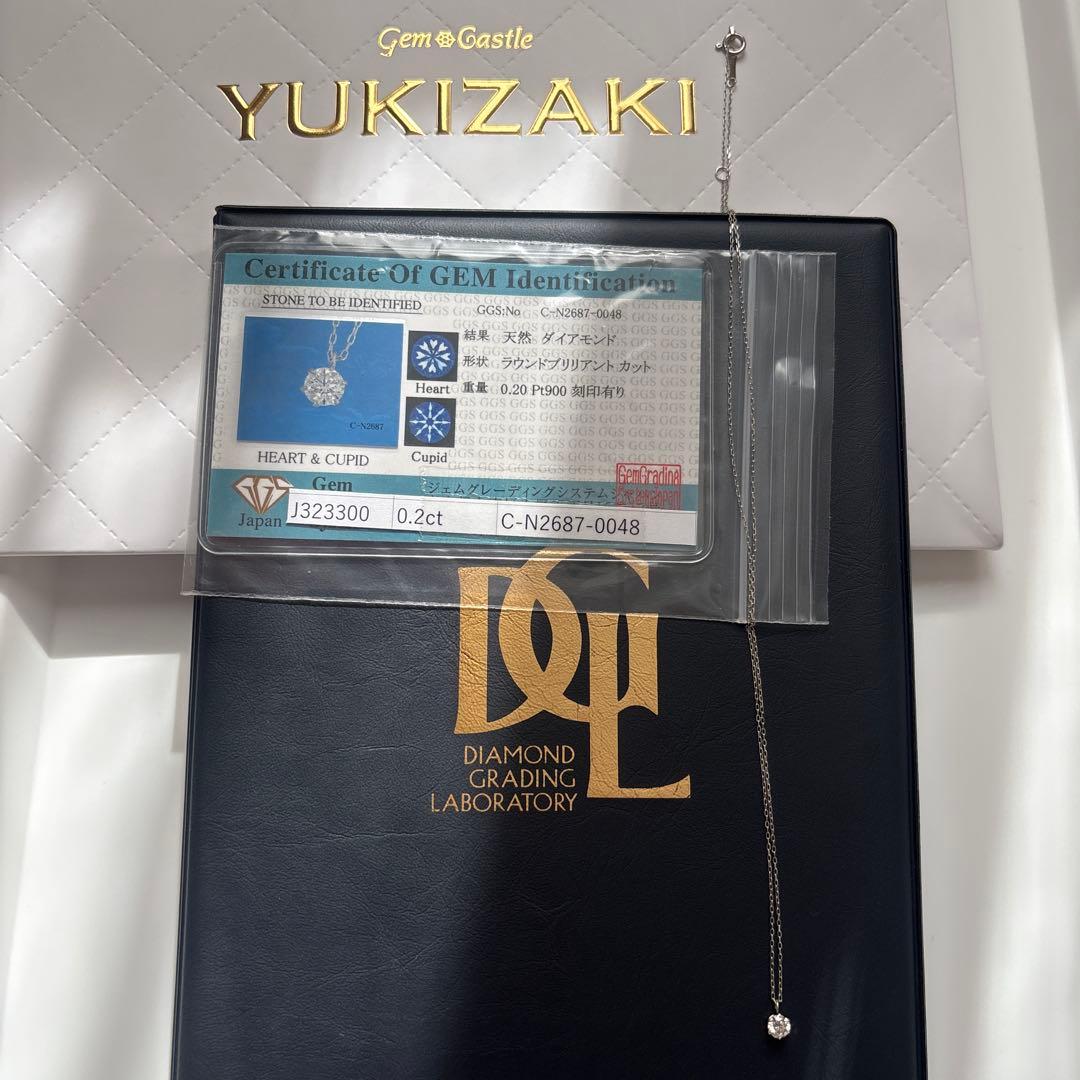 Gem Castle
YUKIZAKI
Certificate Of GEM Identification
STONE TO BE IDENTIFIED
GGS:No C-N2687-0048
結果 天然 ダイアモンド
形状 ラウンドブリリアント カット
重量 0.20 Pt900 刻印有り
Heart
Cupid
C-N2687
HEART & CUPID
GGS
Japan
Gem
ジェムグレーディングシステム
GemGrading
J323300 0.2ct C-N2687-0048
DGL
DIAMOND
GRADING
LABORATORY